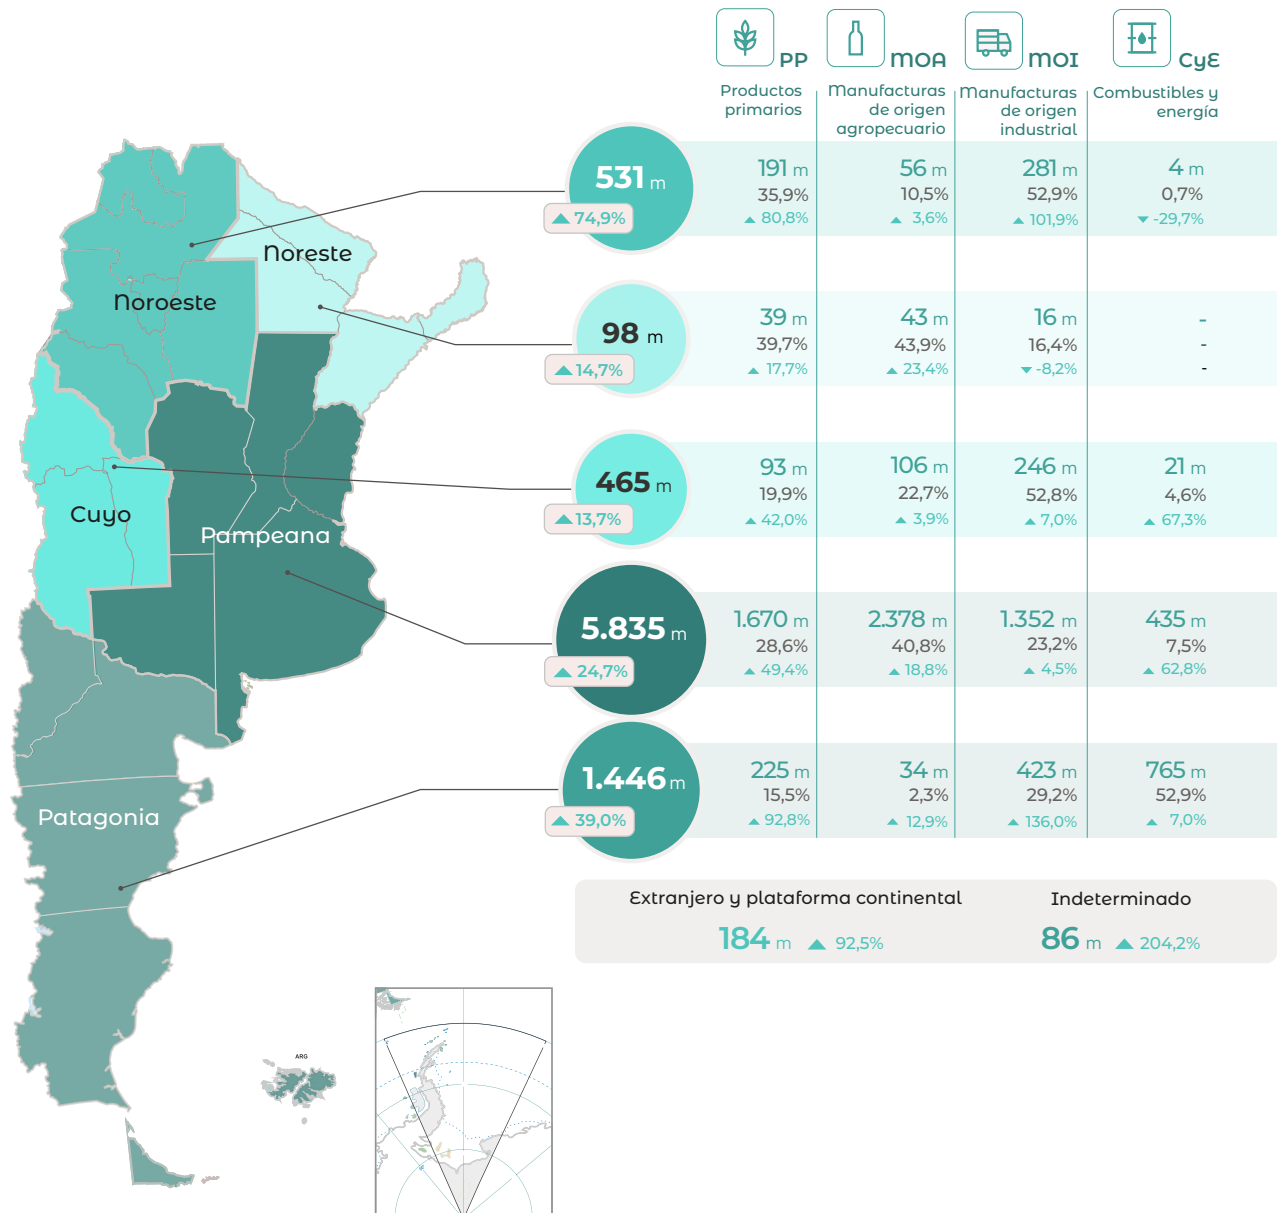 PP
MOA
MOI
CyE
Productos
primarios
Manufacturas
de origen
agropecuario
Manufacturas
de origen
industrial
Combustibles y
energía
531 m
74,9%
191 m
35,9%
80,8%
56 m
10,5%
3,6%
281 m
52,9%
101,9%
4 m
0,7%
-29,7%
Noreste
Noroeste
98 m
14,7%
39 m
39,7%
17,7%
43 m
43,9%
23,4%
16 m
16,4%
-8,2%
-
-
-
465 m
13,7%
93 m
19,9%
42,0%
106 m
22,7%
3,9%
246 m
52,8%
7,0%
21 m
4,6%
67,3%
Cuyo
Pampeana
5.835 m
24,7%
1.670 m
28,6%
49,4%
2.378 m
40,8%
18,8%
1.352 m
23,2%
4,5%
435 m
7,5%
62,8%
1.446 m
39,0%
225 m
15,5%
92,8%
34 m
2,3%
12,9%
423 m
29,2%
136,0%
765 m
52,9%
7,0%
Patagonia
Extranjero y plataforma continental
184 m 92,5%
Indeterminado
86 m 204,2%
ARG